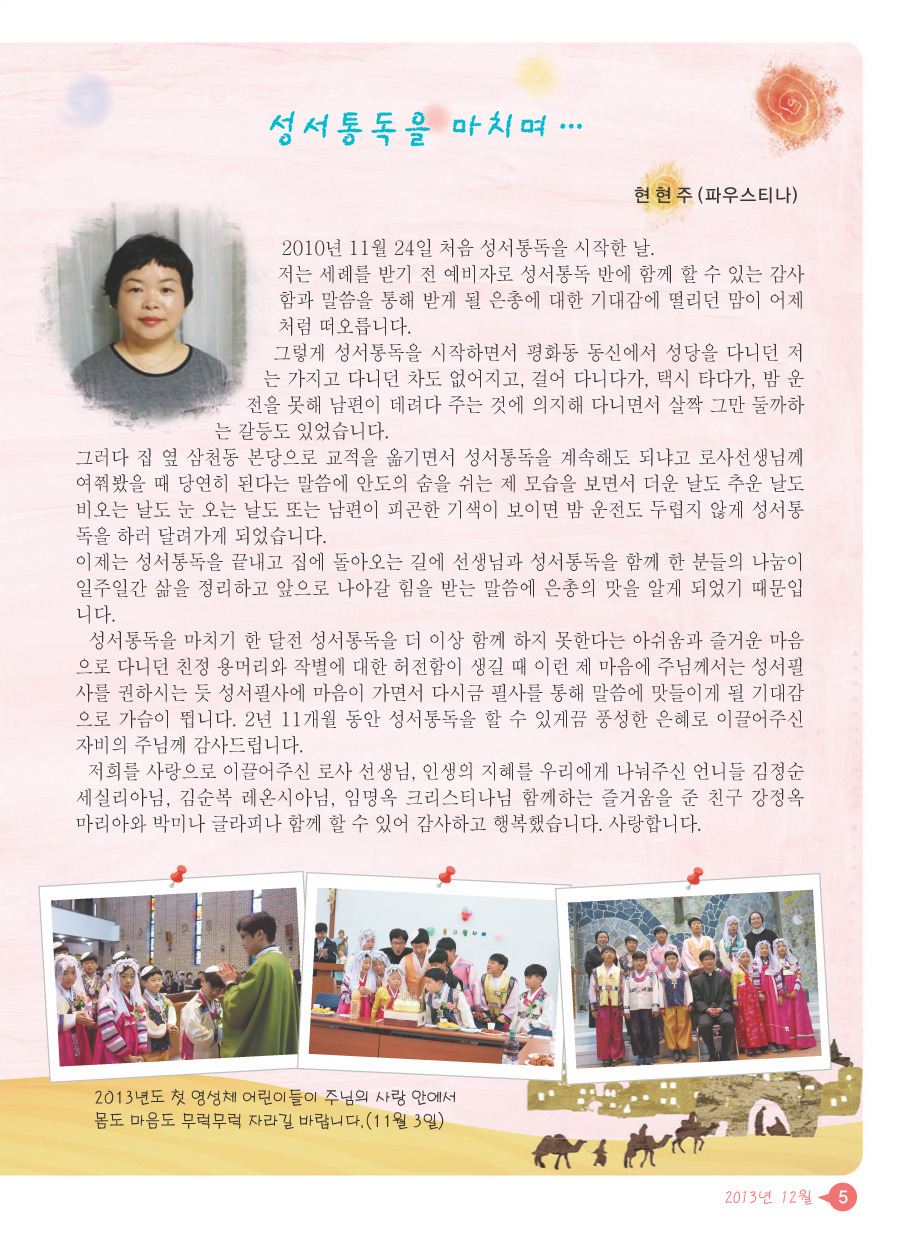 성서통독을 마치며…
현현주 (파우스티나)
2010년 11월 24일 처음 성서통독을 시작한 날.
저는 세례를 받기 전 예비자로 성서통독 반에 함께 할 수 있는 감사
함과 말씀을 통해 받게 될 은총에 대한 기대감에 떨리던 맘이 어제
처럼 떠오릅니다.
그렇게 성서통독을 시작하면서 평화동 동신에서 성당을 다니던 저
는 가지고 다니던 차도 없어지고, 걸어 다니다가, 택시 타다가, 밤 운
전을 못해 남편이 데려다 주는 것에 의지해 다니면서 살짝 그만 둘까하
는 갈등도 있었습니다.
그러다 집 옆 삼천동 본당으로 교적을 옮기면서 성서통독을 계속해도 되냐고 로사선생님께
여쭤봤을 때 당연히 된다는 말씀에 안도의 숨을 쉬는 제 모습을 보면서 더운 날도 추운 날도
비오는 날도 눈 오는 날도 또는 남편이 피곤한 기색이 보이면 밤 운전도 두렵지 않게 성서통
독을 하러 달려가게 되었습니다.
이제는 성서통독을 끝내고 집에 돌아오는 길에 선생님과 성서통독을 함께 한 분들의 나눔이
일주일간 삶을 정리하고 앞으로 나아갈 힘을 받는 말씀에 은총의 맛을 알게 되었기 때문입
니다.
성서통독을 마치기 한 달전 성서통독을 더 이상 함께 하지 못한다는 아쉬움과 즐거운 마음
으로 다니던 친정 용머리와 작별에 대한 허전함이 생길 때 이런 제 마음에 주님께서는 성서필
사를 권하시는 듯 성서필사에 마음이 가면서 다시금 필사를 통해 말씀에 맛들이게 될 기대감
으로 가슴이 뜁니다. 2년 11개월 동안 성서통독을 할 수 있게끔 풍성한 은혜로 이끌어주신
자비의 주님께 감사드립니다.
저희를 사랑으로 이끌어주신 로사 선생님, 인생의 지혜를 우리에게 나눠주신 언니들 김정순
세실리아님, 김순복 레온시아님, 임명옥 크리스티나님 함께하는 즐거움을 준 친구 강정옥
마리아와 박미나 글라피나 함께 할 수 있어 감사하고 행복했습니다. 사랑합니다.
2013년도 첫 영성체 어린이들이 주님의 사랑 안에서
몸도 마음도 무럭무럭 자라길 바랍니다.(11월 3일)
2013년 12월 5